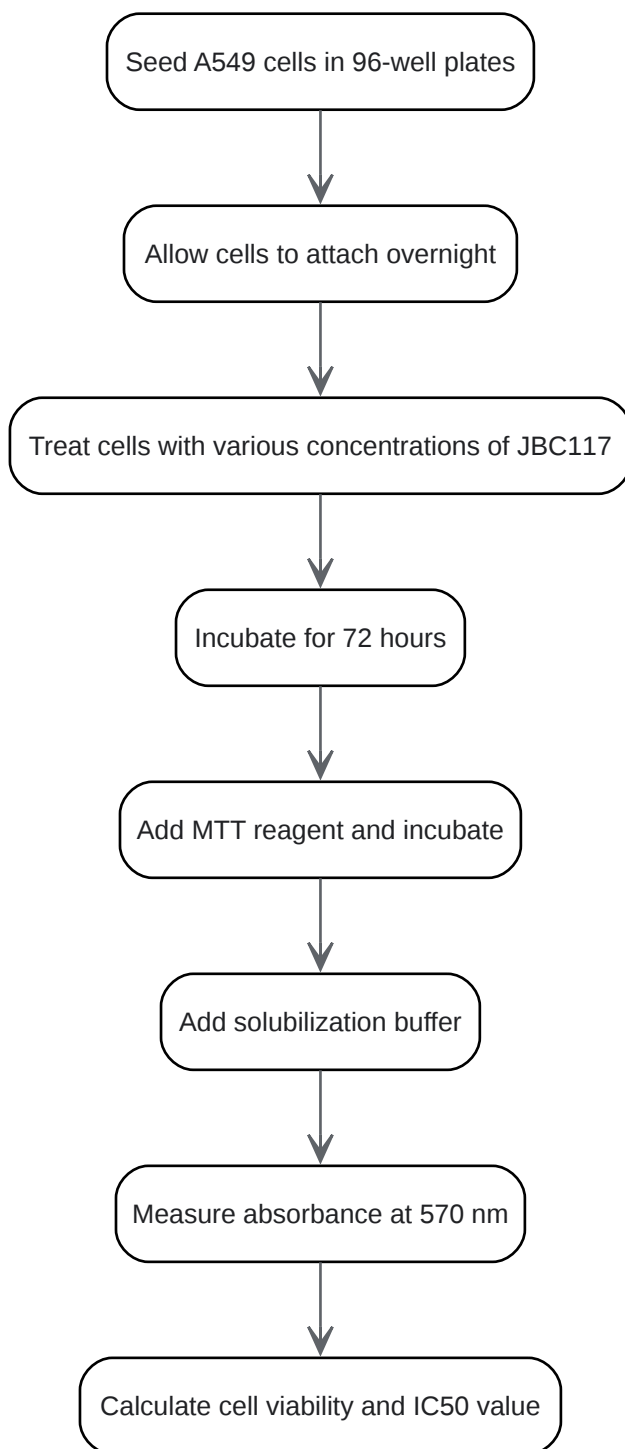 Seed A549 cells in 96-well plates
Allow cells to attach overnight
Treat cells with various concentrations of JBC117
Incubate for 72 hours
Add MTT reagent and incubate
Add solubilization buffer
Measure absorbance at 570 nm
Calculate cell viability and IC50 value